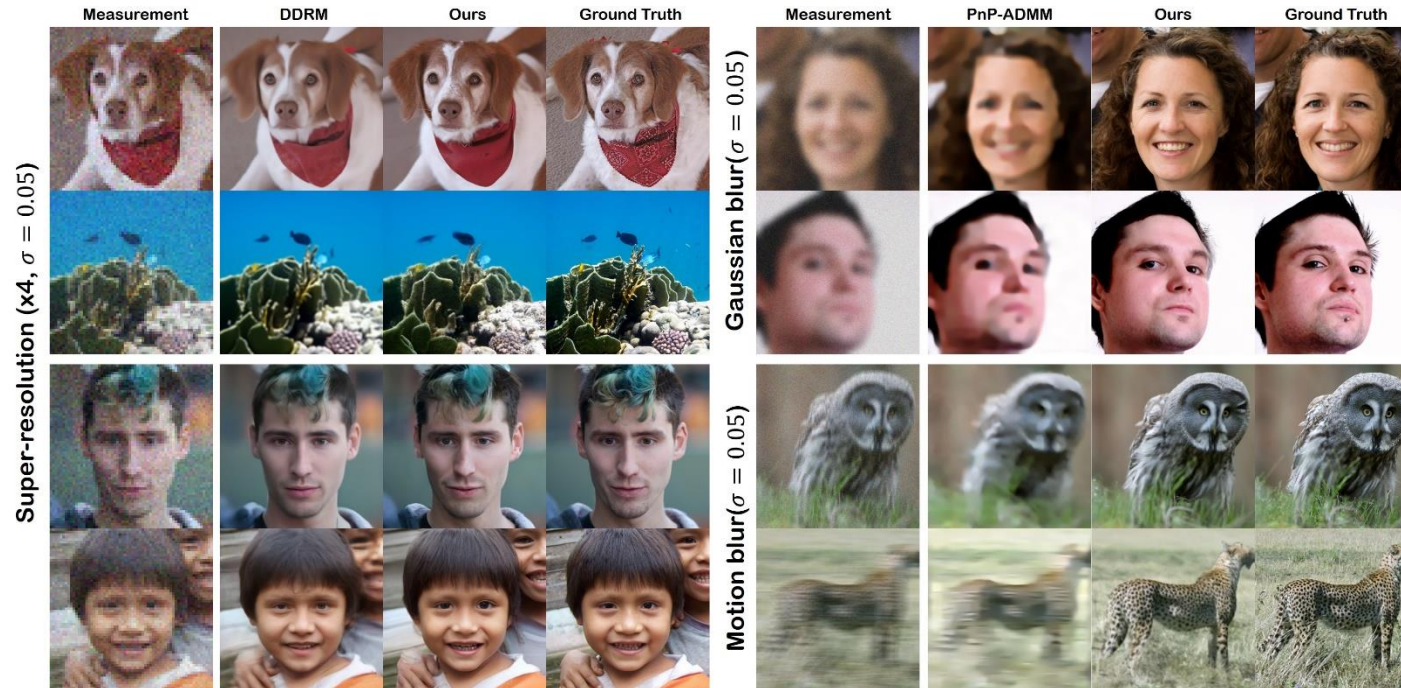 Measurement DDRM Ours Ground Truth
Super-resolution (x4, σ = 0.05)
Measurement PnP-ADMM Ours Ground Truth
Gaussian blur(σ = 0.05)
Motion blur(σ = 0.05)